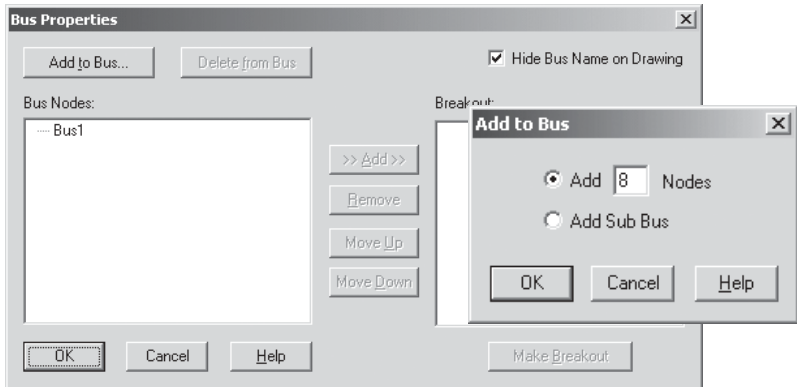 Bus Properties
Add to Bus...
Delete from Bus
Hide Bus Name on Drawing
Bus Nodes:
Bus1
>> Add >>
Remove
Move Up
Move Down
Breakout:
OK
Cancel
Help
Make Breakout
Add to Bus
Add 8 Nodes
Add Sub Bus
OK
Cancel
Help